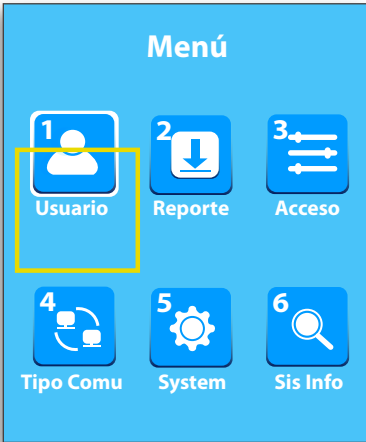 Menú
1 2 3
Usuario Reporte Acceso
4 5 6
Tipo Comu System Sis Info